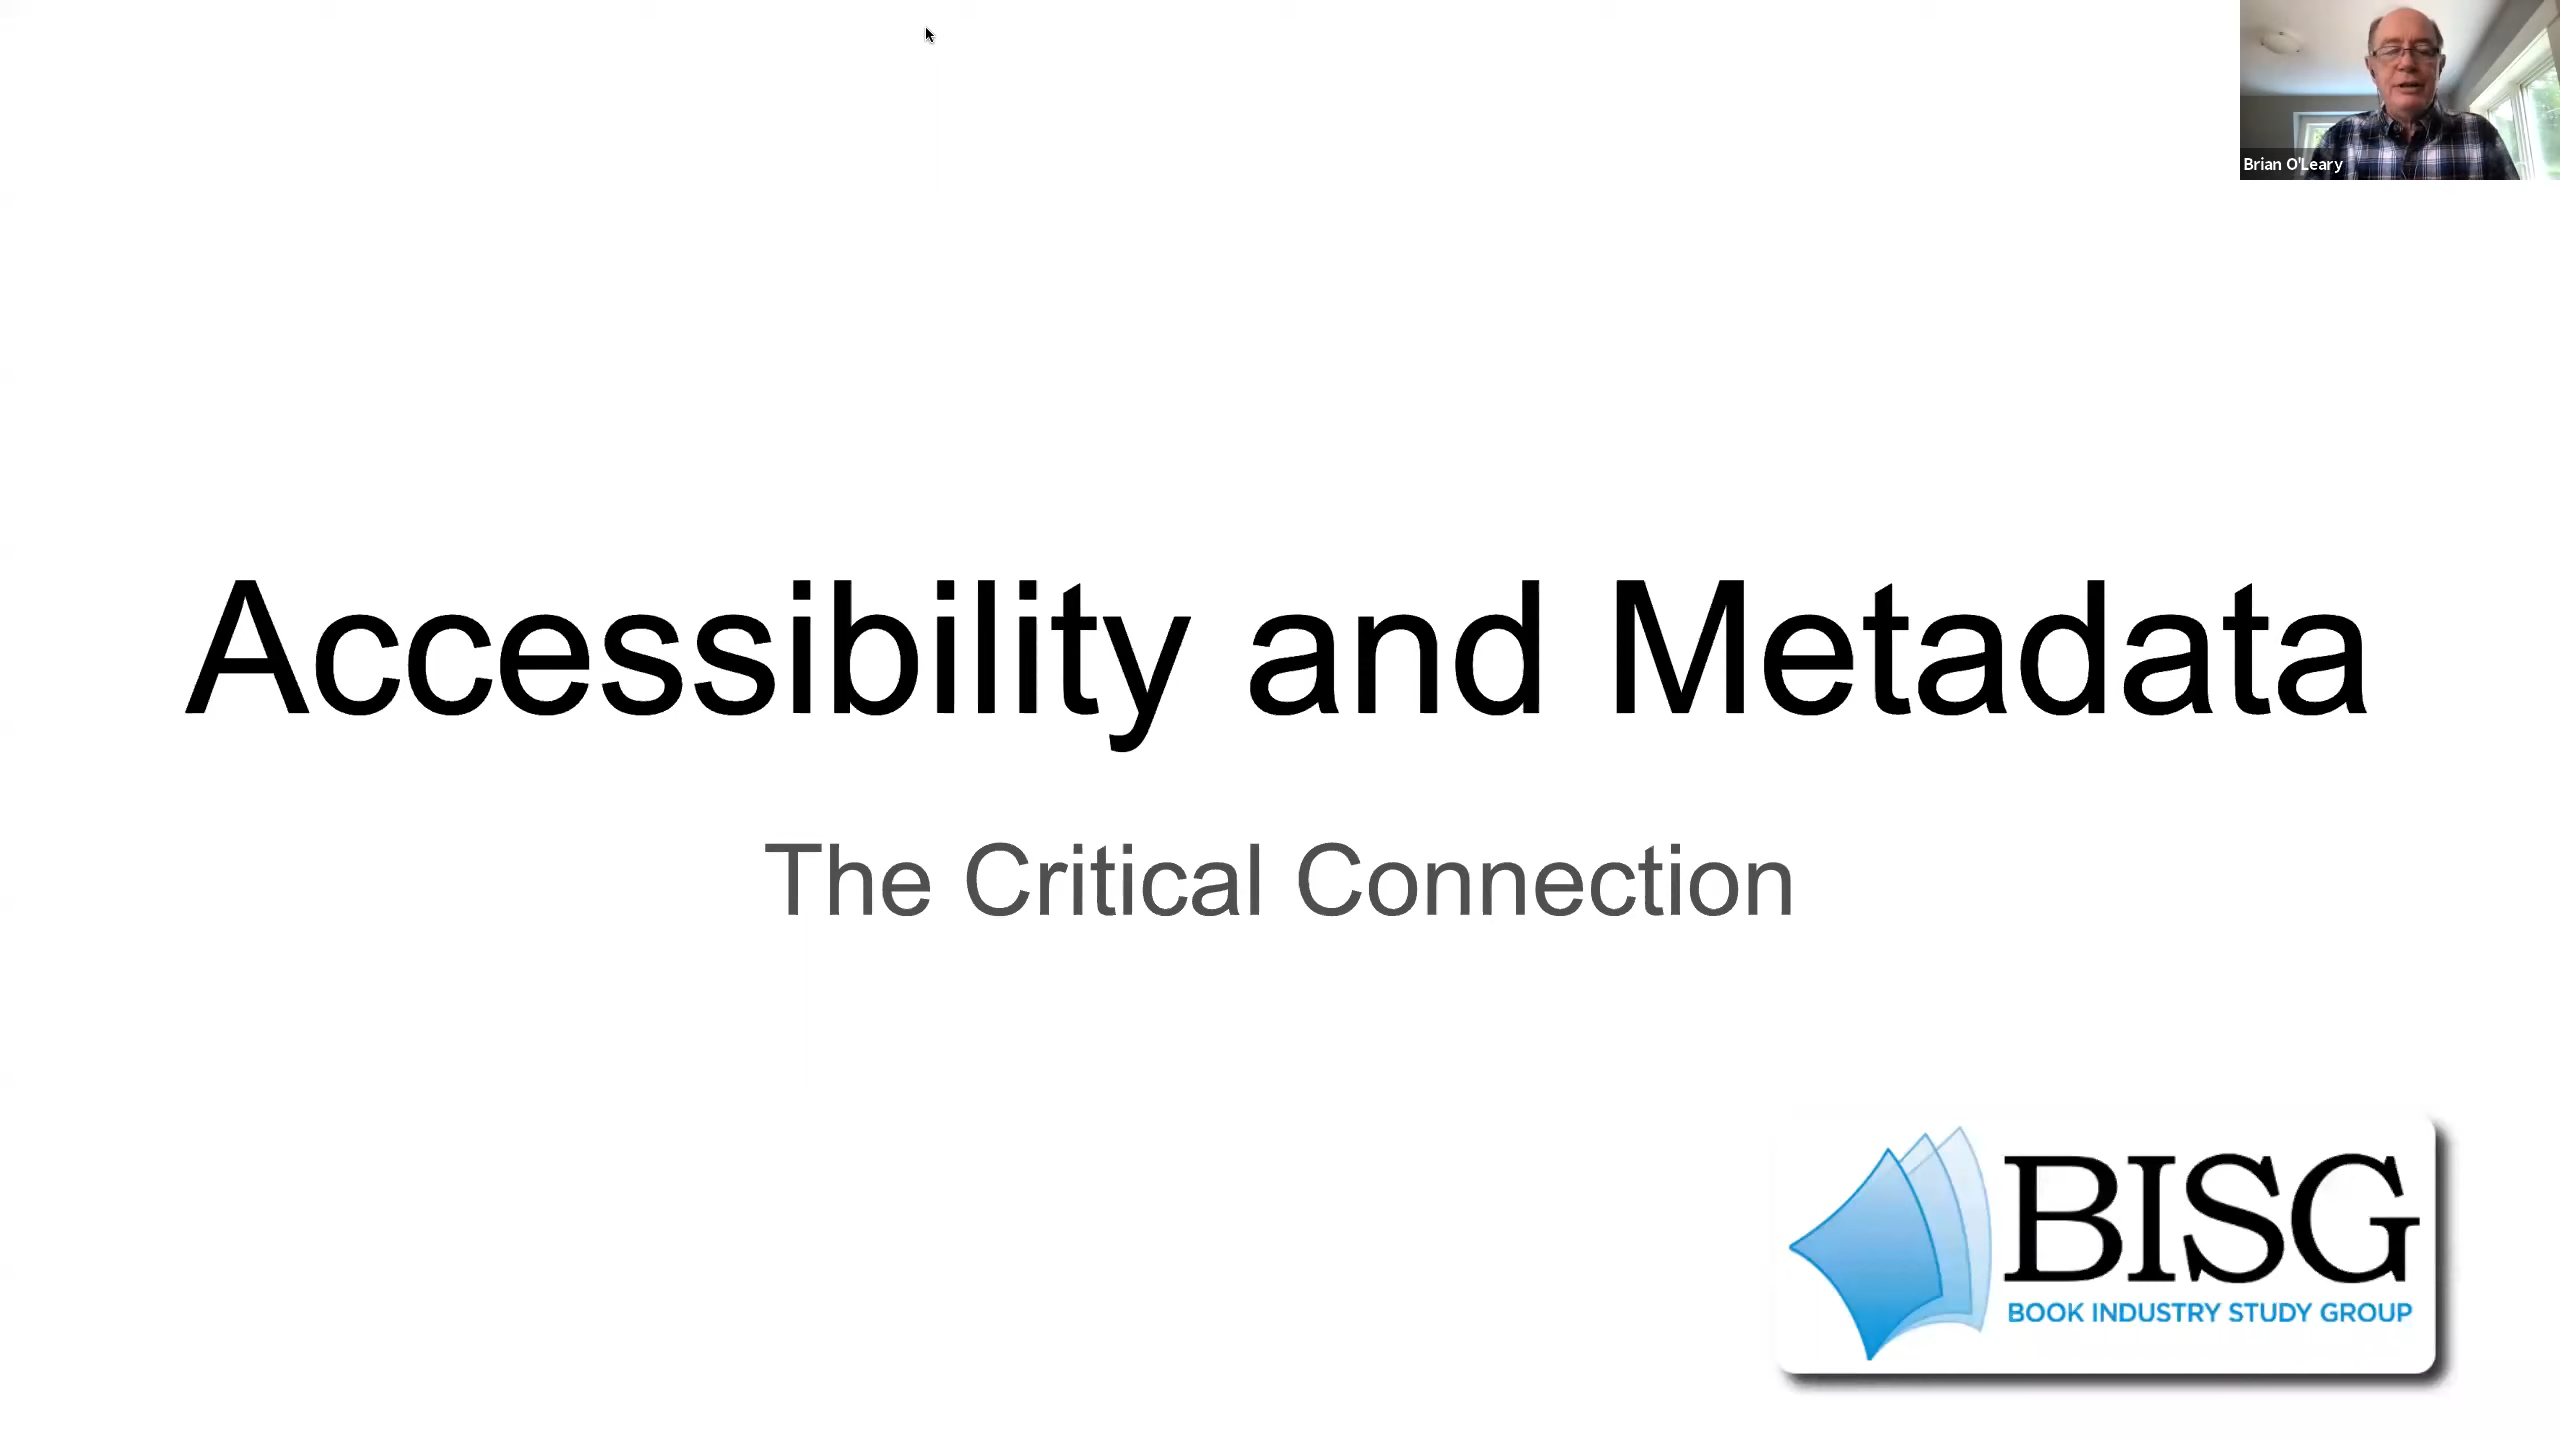 Brian O'Leary
Accessibility and Metadata
The Critical Connection
BISG
BOOK INDUSTRY STUDY GROUP